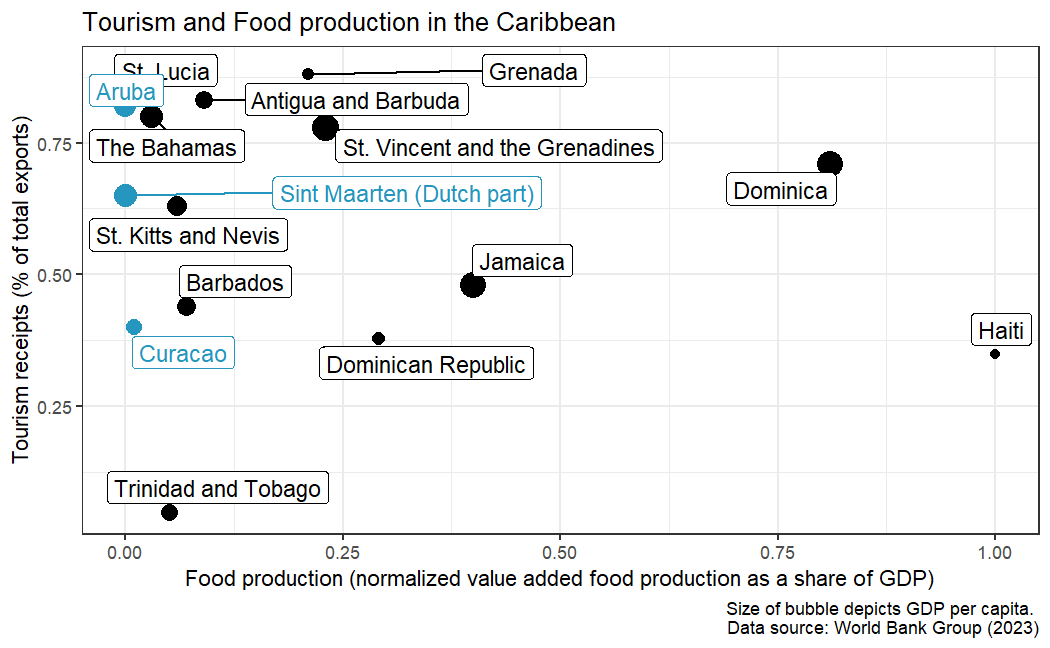 Tourism and Food production in the Caribbean
Tourism receipts (% of total exports)
0.75
0.50
0.25
St. Lucia
Grenada
Aruba
Antigua and Barbuda
The Bahamas
St. Vincent and the Grenadines
Dominica
Sint Maarten (Dutch part)
St. Kitts and Nevis
Jamaica
Barbados
Haiti
Curacao
Dominican Republic
Trinidad and Tobago
0.00
0.25
0.50
0.75
1.00
Food production (normalized value added food production as a share of GDP)
Size of bubble depicts GDP per capita.
Data source: World Bank Group (2023)